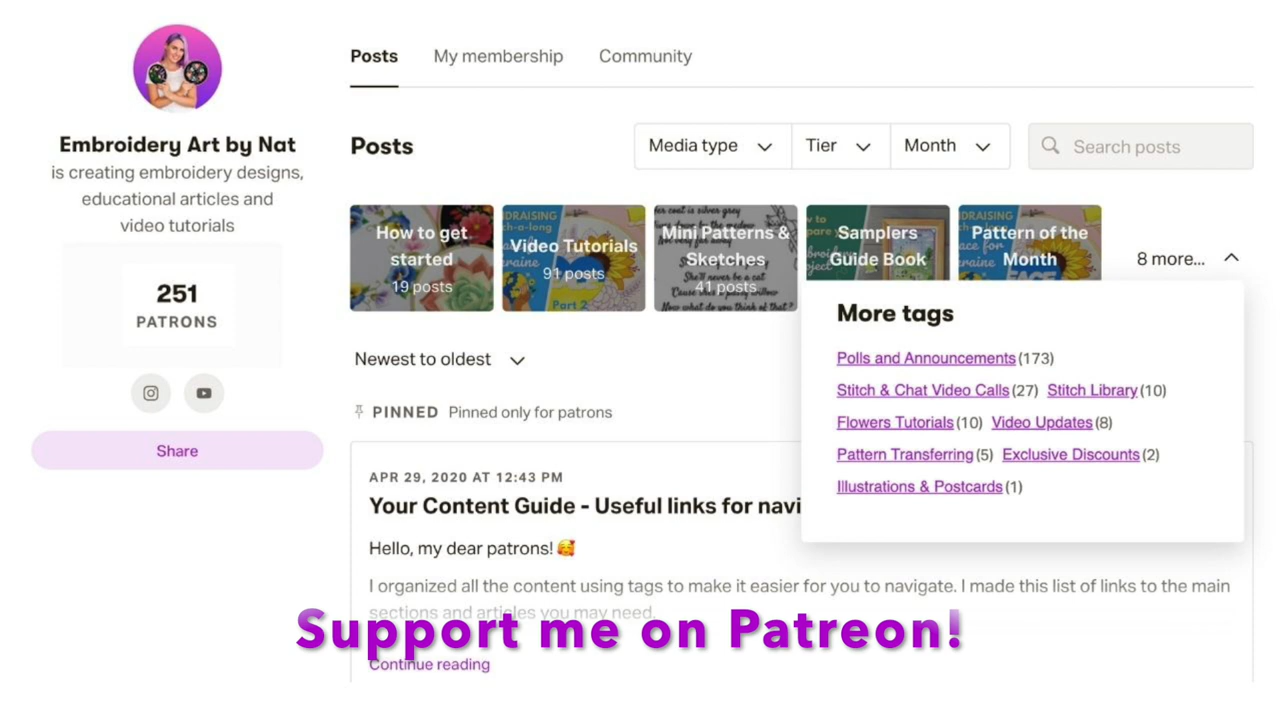 Embroidery Art by Nat
is creating embroidery designs,
educational articles and
video tutorials
251
PATRONS
Share
Posts
My membership
Community
Posts
Media type
Tier
Month
Search posts
How to get
started
19 posts
Video Tutorials
91 posts
Mini Patterns &
Sketches
41 posts
Samplers
Guide Book
Pattern of the
Month
8 more...
More tags
Polls and Announcements (173)
Stitch & Chat Video Calls (27) Stitch Library (10)
Flowers Tutorials (10) Video Updates (8)
Pattern Transferring (5) Exclusive Discounts (2)
Illustrations & Postcards (1)
Newest to oldest
PINNED Pinned only for patrons
APR 29, 2020 AT 12:43 PM
Your Content Guide - Useful links for navi
Hello, my dear patrons!
I organized all the content using tags to make it easier for you to navigate. I made this list of links to the main
sections and articles you may need
Support me on Patreon!
Continue reading